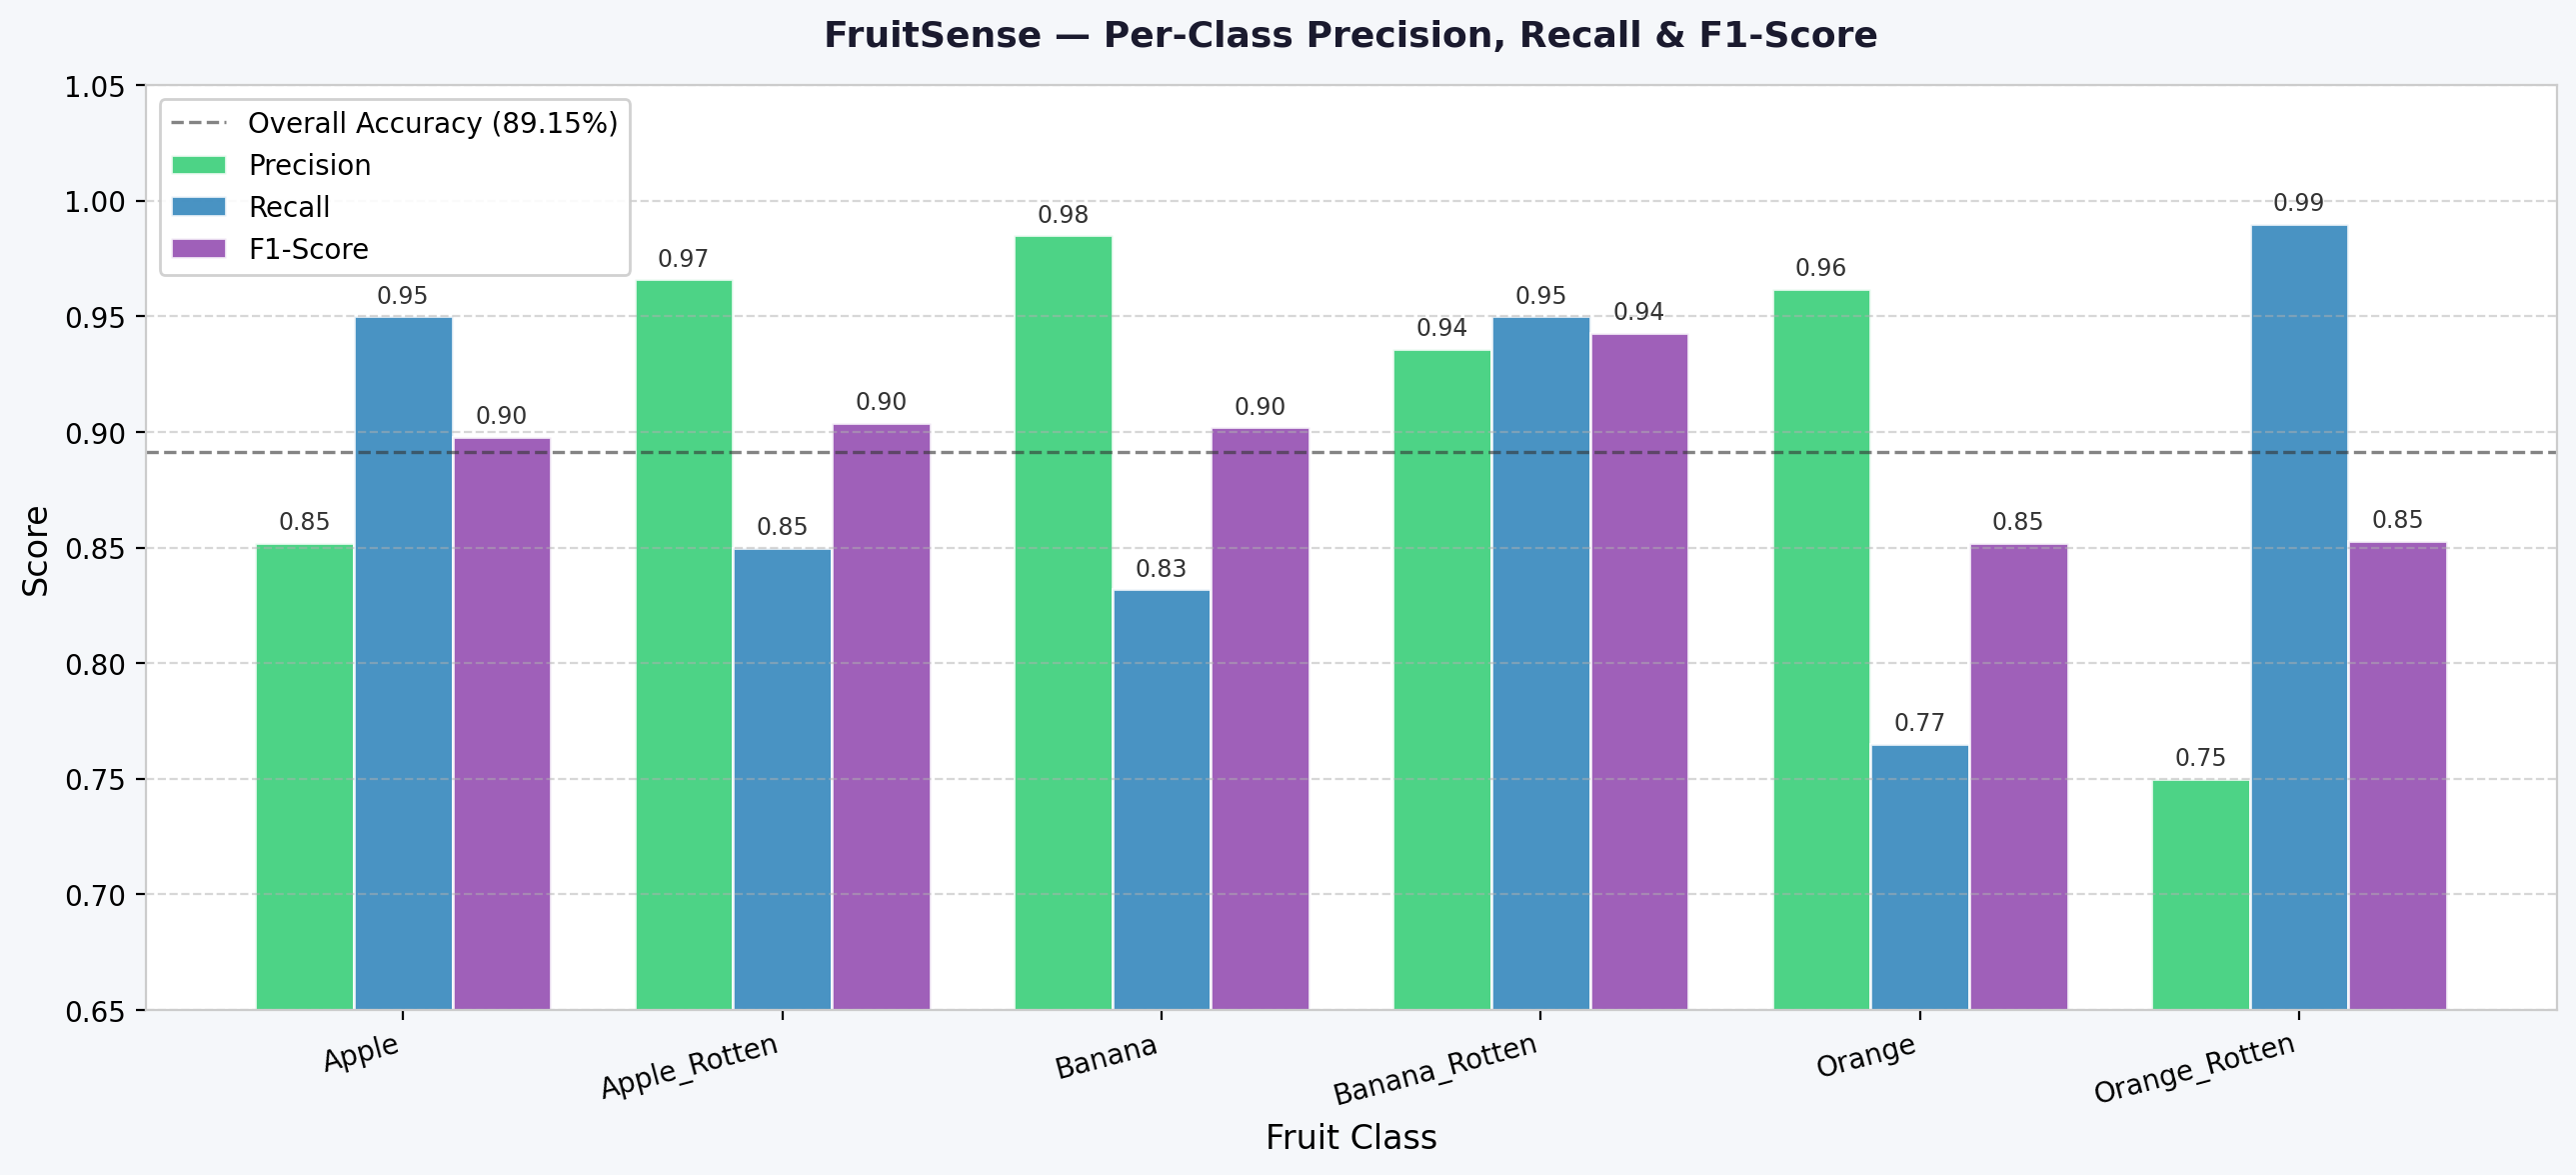 FruitSense — Per-Class Precision, Recall & F1-Score
Overall Accuracy (89.15%)
Precision
Recall
F1-Score
Score
1.05
1.00
0.95
0.90
0.85
0.80
0.75
0.70
0.65
0.85
0.95
0.90
0.97
0.85
0.90
0.98
0.83
0.90
0.94
0.95
0.94
0.96
0.77
0.85
0.75
0.99
0.85
Apple
Apple_Rotten
Banana
Banana_Rotten
Orange
Orange_Rotten
Fruit Class